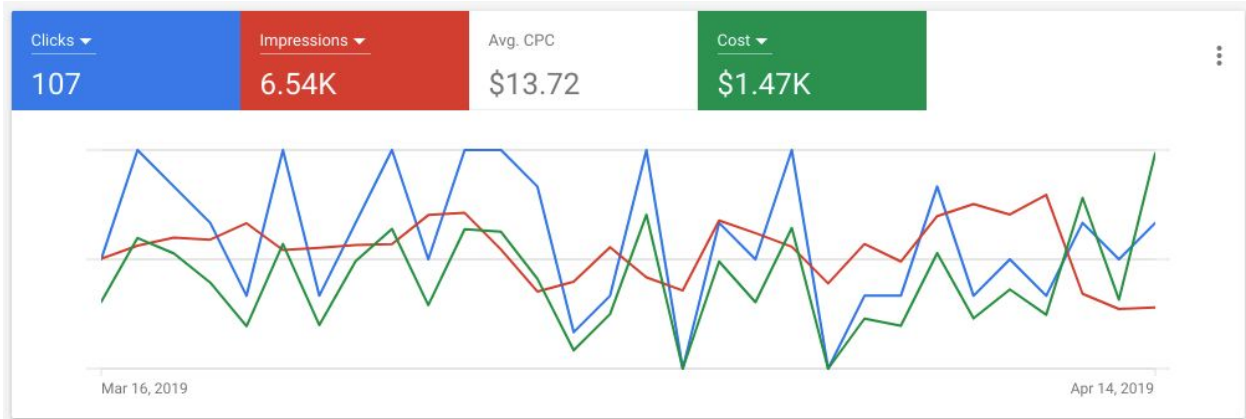 Clicks
Impressions
Avg. CPC
Cost
107
6.54K
$13.72
$1.47K
Mar 16, 2019
Apr 14, 2019